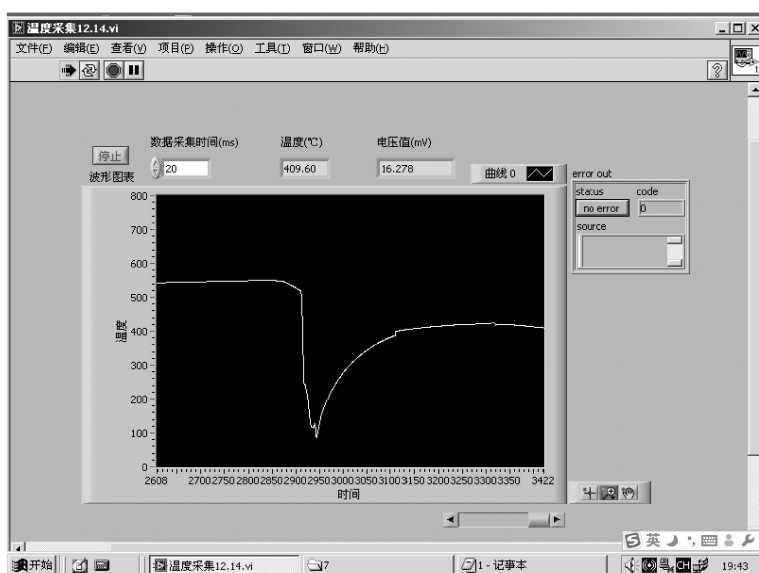 温度采集12.14.vi
文件(F) 编辑(E) 查看(V) 项目(P) 操作(O) 工具(T) 窗口(W) 帮助(H)
1
数据采集时间(ms) 温度(℃) 电压值(mV)
停止 20 409.60 16.278 曲线 0
波形图表
error out
status code
no error 0
source
800
700
600
500
400
300
200
100
0
温度
2608 2700 2750 2800 2850 2900 2950 3000 3050 3100 3150 3200 3250 3300 3350 3422
时间
英
开始 温度采集12.14.vi 7 1 - 记事本 CH 19:43